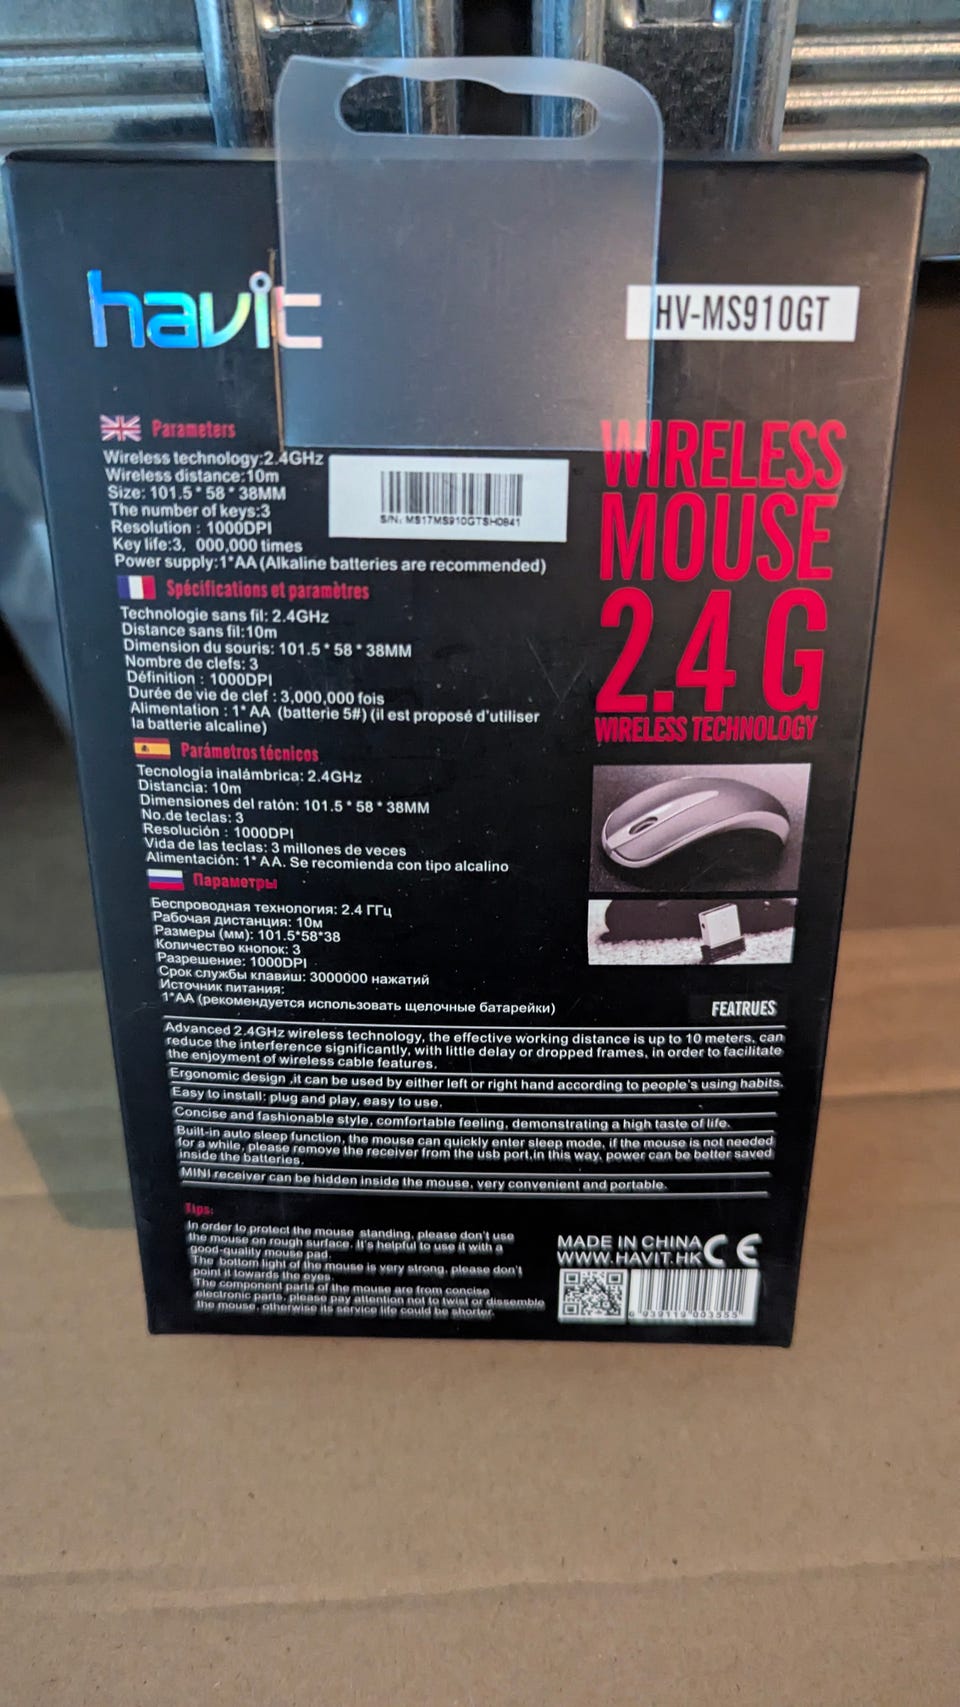 havit
HV-MS910GT
Parameters
Wireless technology:2.4GHz
Wireless distance:10m
Size: 101.5 * 58 * 38MM
The number of keys:3
Resolution : 1000DPI
Key life:3, 000,000 times
Power supply:1*AA (Alkaline batteries are recommended)
S/N: MS17MS910GTSH0841
Spécifications et paramètres
Technologie sans fil: 2.4GHz
Distance sans fil:10m
Dimension du souris: 101.5 * 58 * 38MM
Nombre de clefs: 3
Définition : 1000DPI
Durée de vie de clef : 3,000,000 fois
Alimentation : 1* AA (batterie 5#) (il est proposé d'utiliser
la batterie alcaline)
Parámetros técnicos
Tecnologia inalámbrica: 2.4GHz
Distancia: 10m
Dimensiones del ratón: 101.5 * 58 * 38MM
No.de teclas: 3
Resolución : 1000DPI
Vida de las teclas: 3 millones de veces
Alimentación: 1* AA. Se recomienda con tipo alcalino
Параметры
Беспроводная технология: 2.4 ГГц
Рабочая дистанция: 10м
Размеры (мм): 101.5*58*38
Количество кнопок: 3
Разрешение: 1000DPI
Срок службы клавиш: 3000000 нажатий
Источник питания:
1*AA (рекомендуется использовать щелочные батарейки)
WIRELESS
MOUSE
2.4 G
WIRELESS TECHNOLOGY
FEATRUES
Advanced 2.4GHz wireless technology, the effective working distance is up to 10 meters, can
reduce the interference significantly, with little delay or dropped frames, in order to facilitate
the enjoyment of wireless cable features.
Ergonomic design ,it can be used by either left or right hand according to people's using habits.
Easy to install: plug and play, easy to use.
Concise and fashionable style, comfortable feeling, demonstrating a high taste of life.
Built-in auto sleep function, the mouse can quickly enter sleep mode, if the mouse is not needed
for a while, please remove the receiver from the usb port,in this way, power can be better saved
inside the batteries.
MINI receiver can be hidden inside the mouse, very convenient and portable.
Tips:
In order to protect the mouse standing, please don't use
the mouse on rough surface. It's helpful to use it with a
good-quality mouse pad.
The bottom light of the mouse is very strong, please don't
point it towards the eyes.
The component parts of the mouse are from concise
electronic parts, please pay attention not to twist or dissemble
the mouse, otherwise its service life could be shorter.
MADE IN CHINA
WWW.HAVIT.HK
CE
6 939119 003555